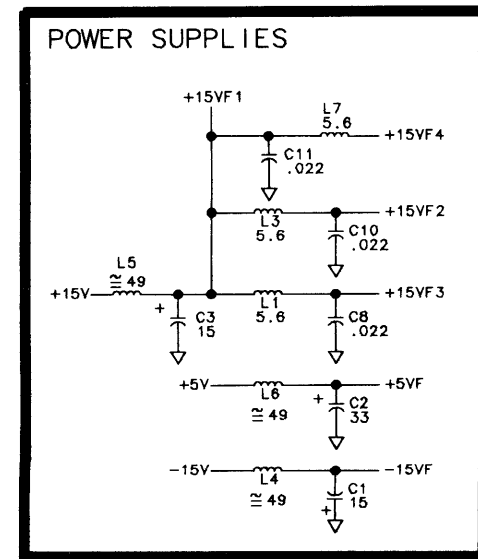 POWER SUPPLIES
+15VF1
L7
5.6
+15VF4
C11
.022
L3
5.6
+15VF2
C10
.022
L5
≅ 49
+15V
+
C3
15
L1
5.6
+15VF3
C8
.022
+5V
L6
≅ 49
+5VF
+
C2
33
-15V
L4
≅ 49
-15VF
C1
15
+